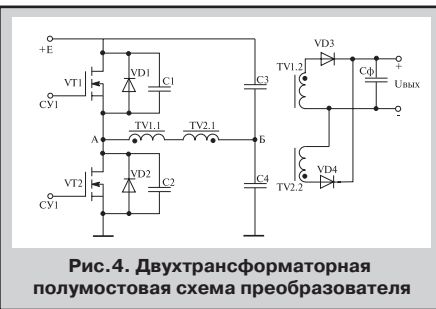 +E
VT1
СУ1
VD1
C1
C3
А
TV1.1
TV2.1
Б
VT2
СУ1
VD2
C2
C4
TV1.2
VD3
+
Cф
Uвых
-
TV2.2
VD4
Рис.4. Двухтрансформаторная
полумостовая схема преобразователя